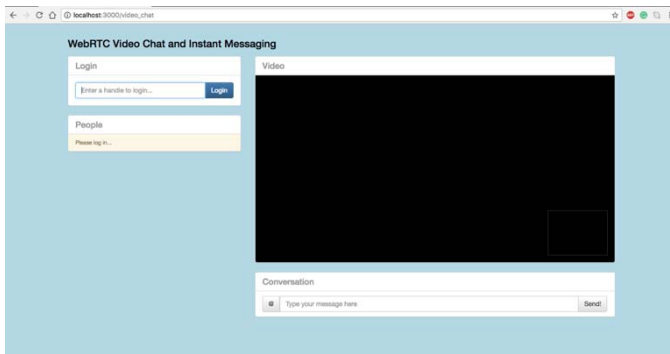 localhost:3000/video_chat
WebRTC Video Chat and Instant Messaging
Login
Enter a handle to login...
Login
People
Please log in...
Video
Conversation
Type your message here
Send!